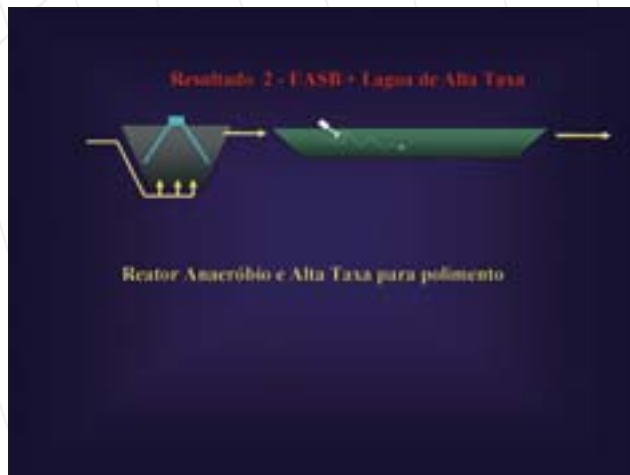 Resultado 2 - UASB + Lagoa de Alta Taxa
Reator Anaeróbio e Alta Taxa para polimento